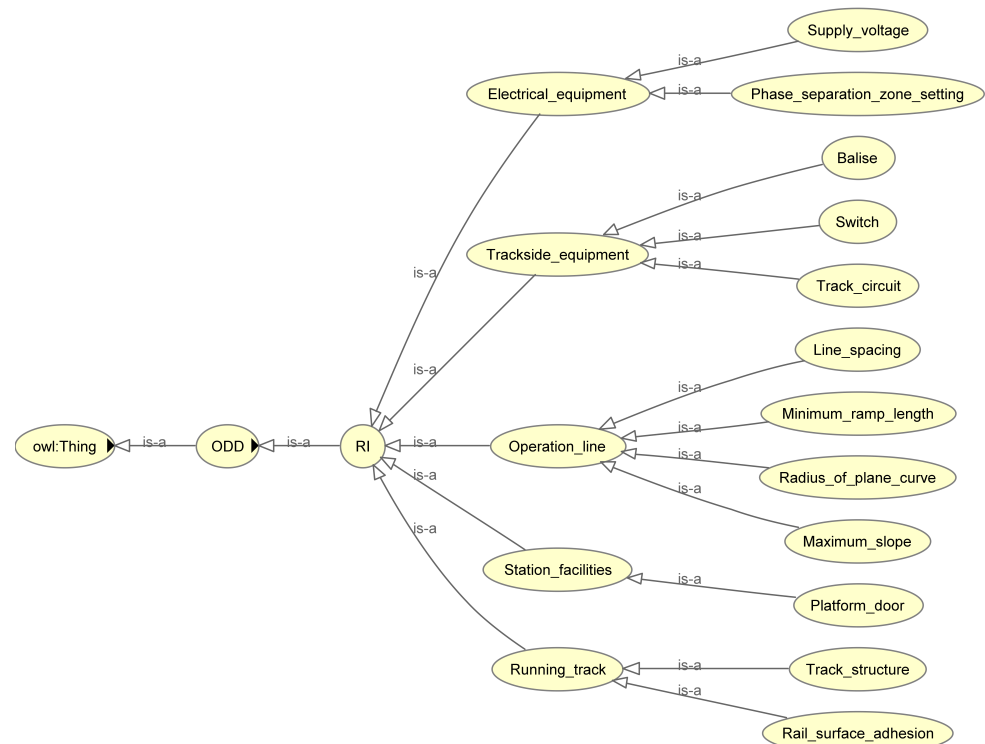 Supply_voltage
is-a
Electrical_equipment
is-a
Phase_separation_zone_setting
Balise
is-a
Switch
is-a
Trackside_equipment
is-a
is-a
Track_circuit
Line_spacing
is-a
is-a
Minimum_ramp_length
is-a
owl:Thing
is-a
ODD
is-a
RI
is-a
Operation_line
is-a
is-a
Radius_of_plane_curve
is-a
is-a
Maximum_slope
Station_facilities
is-a
Platform_door
Running_track
is-a
Track_structure
is-a
Rail_surface_adhesion